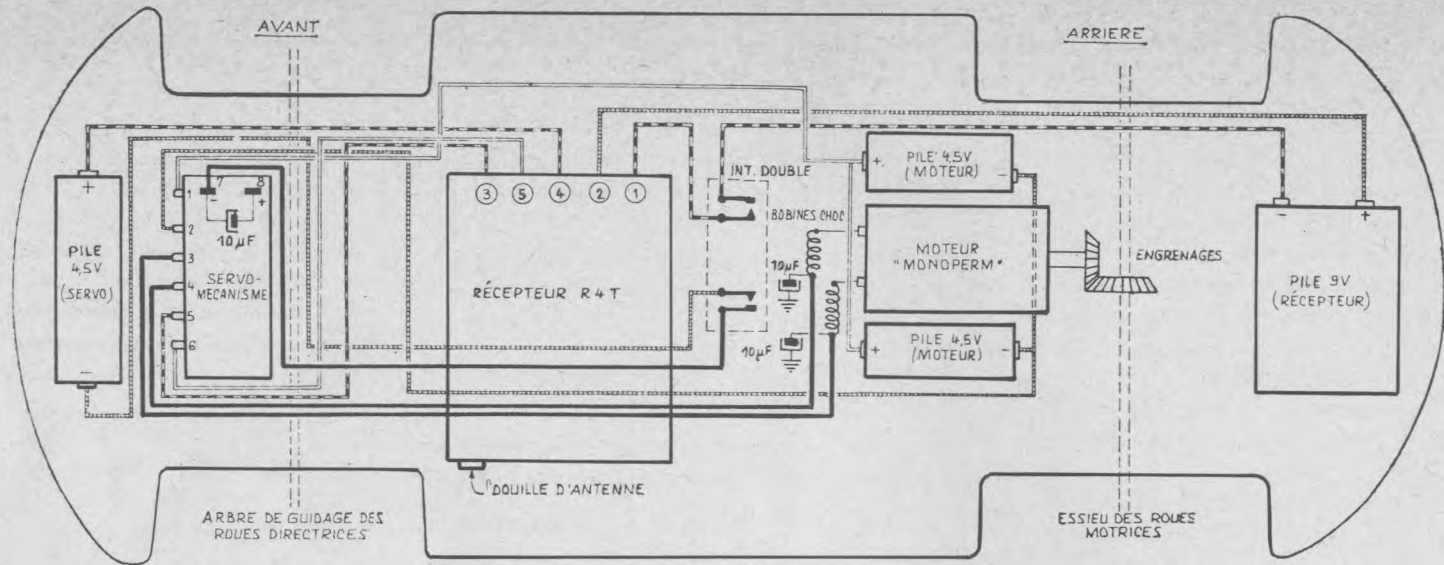 AVANT
ARRIERE
+
PILE
4,5V
(SERVO)
-
1
2
3
4
5
6
7
8
-
+
10µF
SERVO-
MECANISME
3
5
4
2
1
RÉCEPTEUR R4T
DOUILLE D'ANTENNE
INT. DOUBLE
BOBINES CHOC
10µF
10µF
+
PILE 4,5V
(MOTEUR)
-
MOTEUR
"MONOPERM"
+
PILE 4,5V
(MOTEUR)
-
ENGRENAGES
-
+
PILE 9V
(RÉCEPTEUR)
ARBRE DE GUIDAGE DES
ROUES DIRECTRICES
ESSIEU DES ROUES
MOTRICES